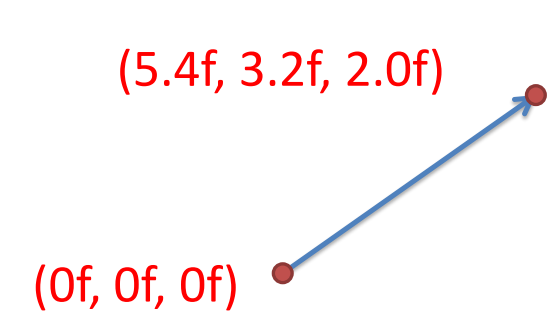 (5.4f, 3.2f, 2.0f)
(0f, 0f, 0f)